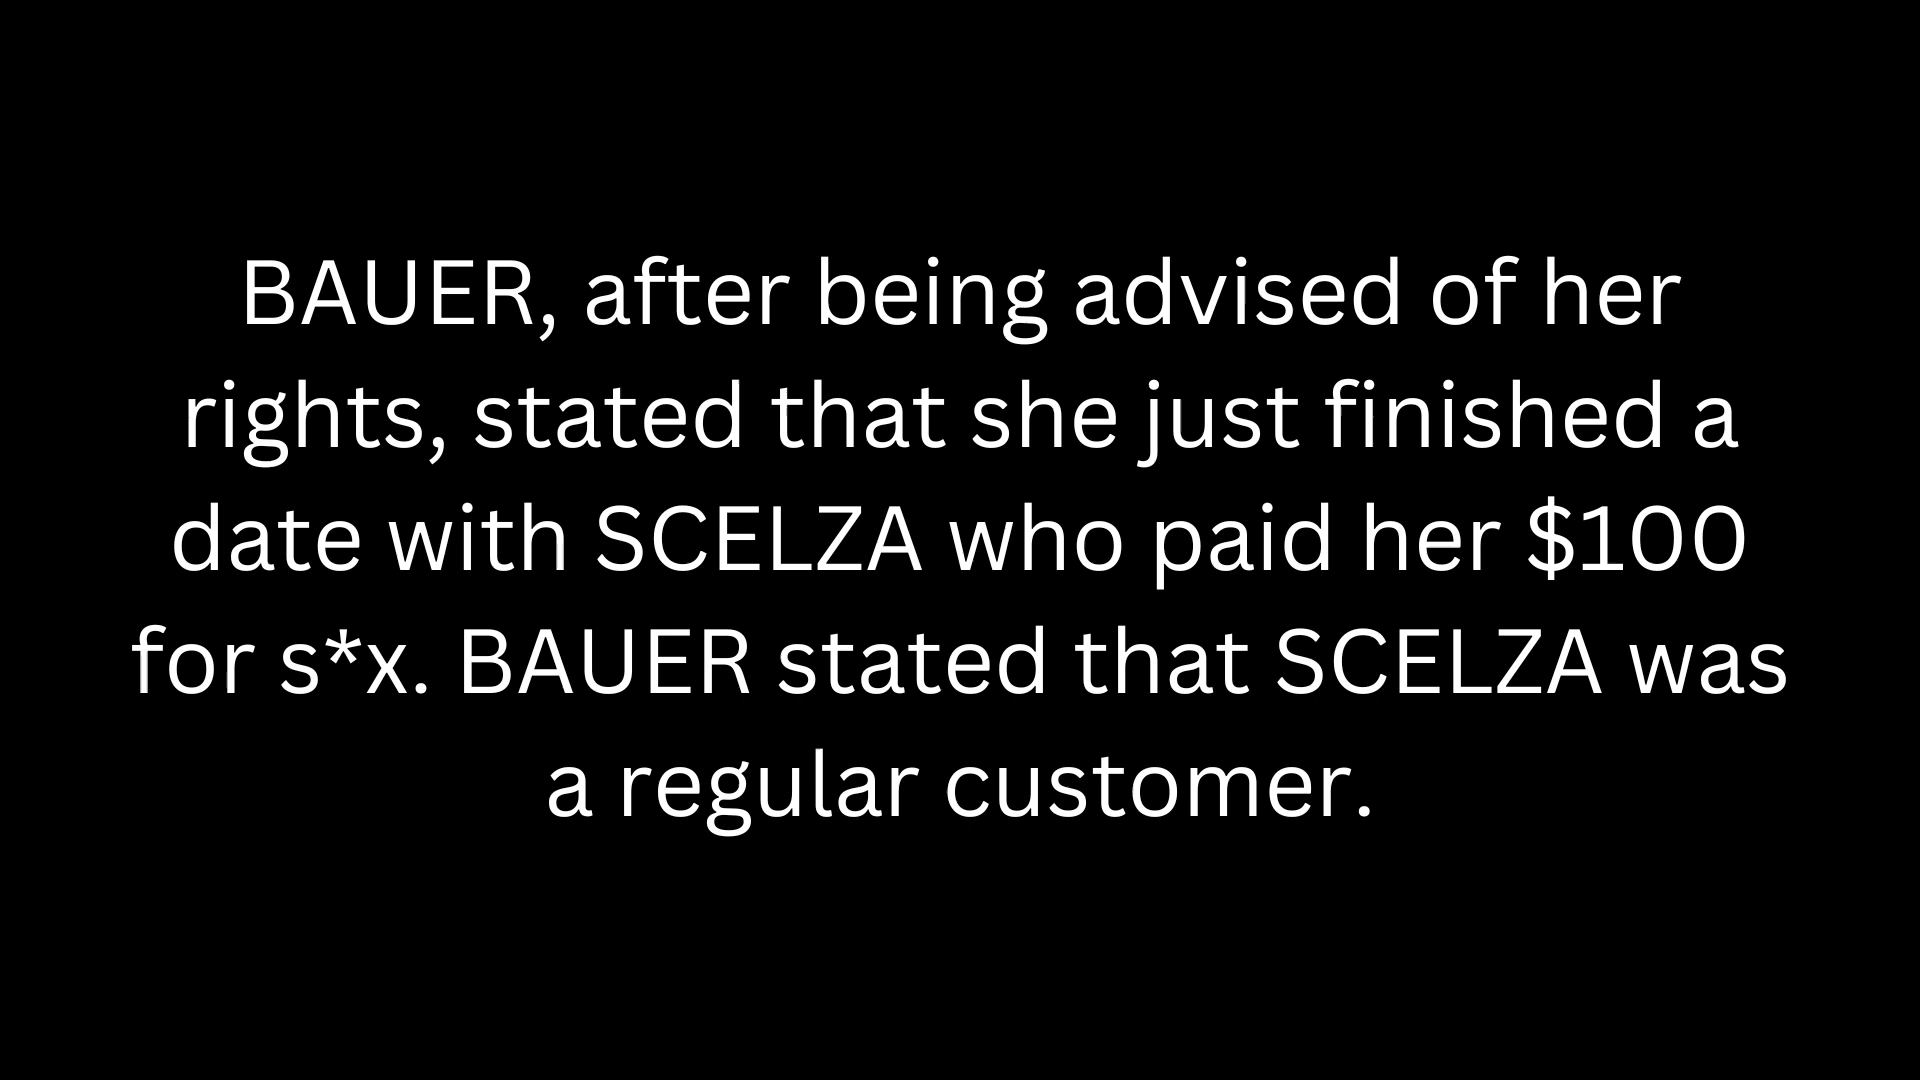 BAUER, after being advised of her
rights, stated that she just finished a
date with SCELZA who paid her $100
for s*x. BAUER stated that SCELZA was
a regular customer.